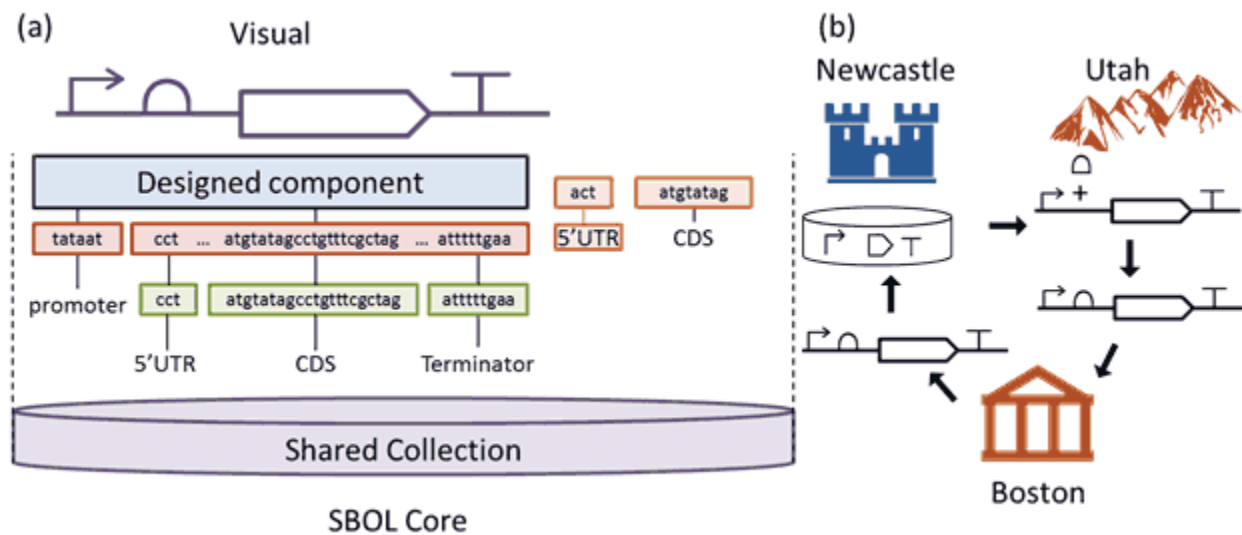 (a)
Visual
Designed component
tataat
cct ... atgtatagcctgtttcgctag ... atttttgaa
act
atgtatag
5'UTR
CDS
promoter
cct
atgtatagcctgtttcgctag
atttttgaa
5'UTR
CDS
Terminator
Shared Collection
SBOL Core
(b)
Newcastle
Utah
+
Boston